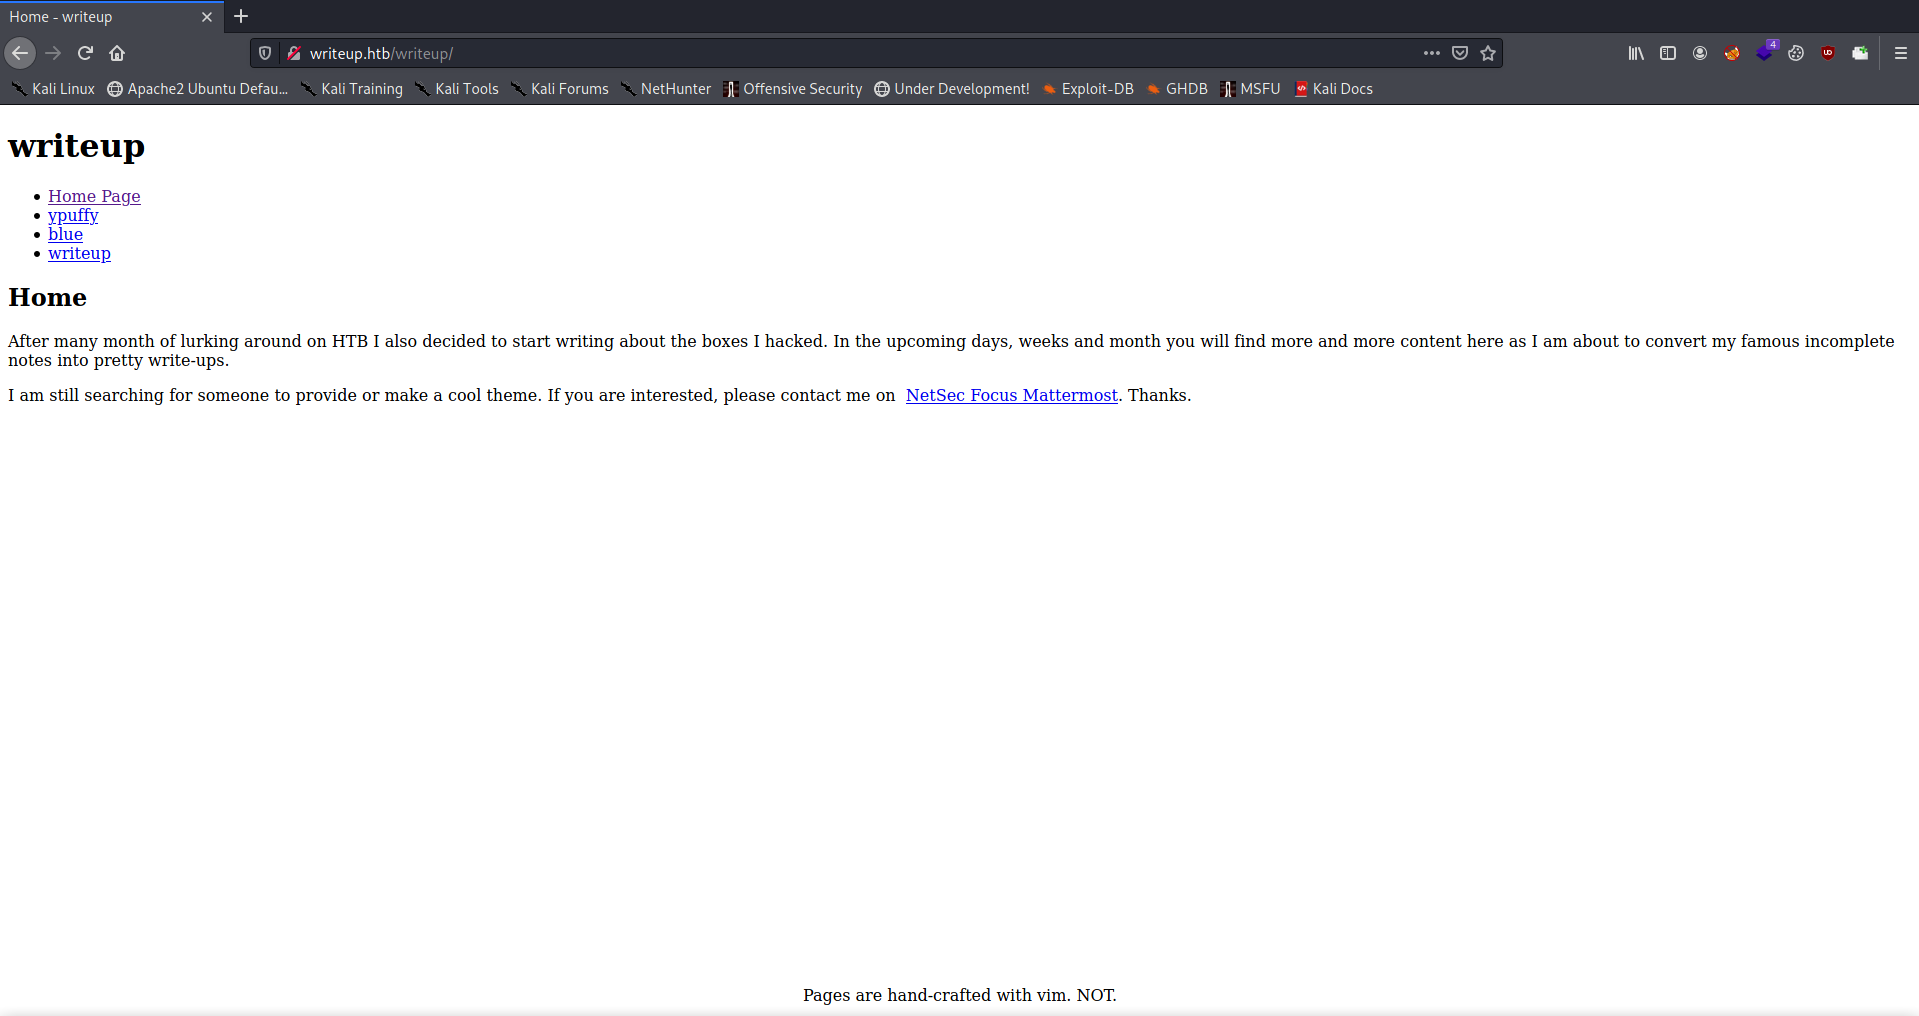 Home - writeup
writeup.htb/writeup/
4
Kali Linux Apache2 Ubuntu Defau... Kali Training Kali Tools Kali Forums NetHunter Offensive Security Under Development! Exploit-DB GHDB MSFU Kali Docs
writeup
Home Page
ypuffy
blue
writeup
Home
After many month of lurking around on HTB I also decided to start writing about the boxes I hacked. In the upcoming days, weeks and month you will find more and more content here as I am about to convert my famous incomplete
notes into pretty write-ups.
I am still searching for someone to provide or make a cool theme. If you are interested, please contact me on NetSec Focus Mattermost. Thanks.
Pages are hand-crafted with vim. NOT.